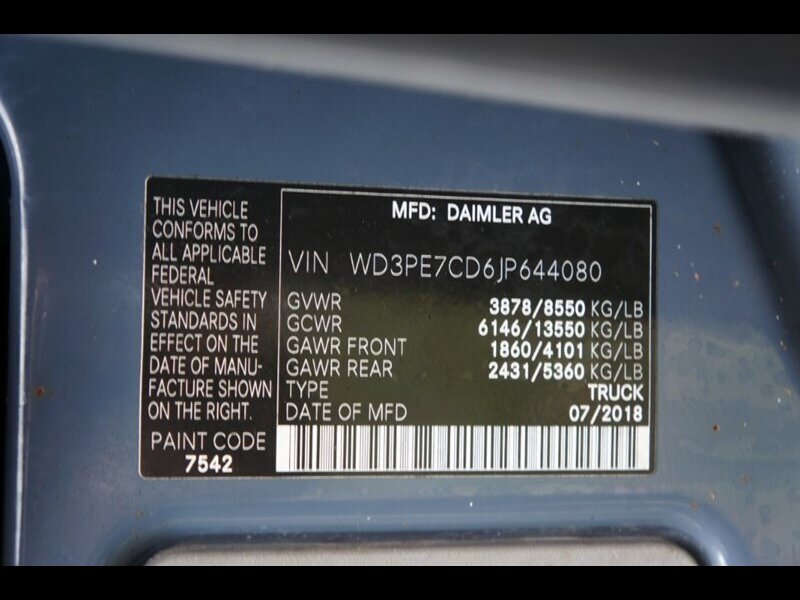 THIS VEHICLE
CONFORMS TO
ALL APPLICABLE
FEDERAL
VEHICLE SAFETY
STANDARDS IN
EFFECT ON THE
DATE OF MANU-
FACTURE SHOWN
ON THE RIGHT.
PAINT CODE
7542
MFD: DAIMLER AG
VIN WD3PE7CD6JP644080
GVWR 3878/8550 KG/LB
GCWR 6146/13550 KG/LB
GAWR FRONT 1860/4101 KG/LB
GAWR REAR 2431/5360 KG/LB
TYPE TRUCK
DATE OF MFD 07/2018